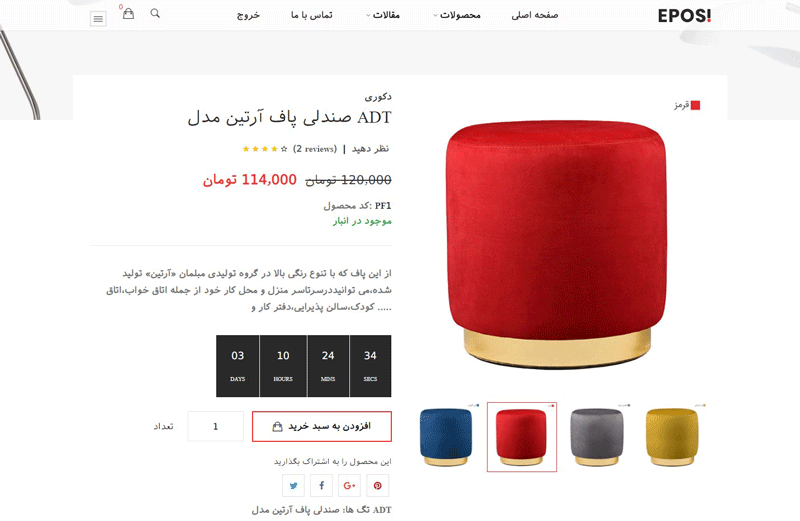 EPOS!
صفحه اصلی
محصولات
مقالات
تماس با ما
خروج
0
قرمز
دکوری
ADT صندلی پاف آرتین مدل
نظر دهید | (2 reviews)
120,000 تومان 114,000 تومان
PF1 :کد محصول
موجود در انبار
از این پاف که با تنوع رنگی بالا در گروه تولیدی مبلمان «آرتین» تولید
شده،می توانیددرسرتاسر منزل و محل کار خود از جمله اتاق خواب،اتاق
کودک،سالن پذیرایی،دفتر کار و .....
03 10 24 34
DAYS HOURS MINS SECS
افزودن به سبد خرید
1
تعداد
این محصول را به اشتراک بگذارید
ADT تگ ها: صندلی پاف آرتین مدل